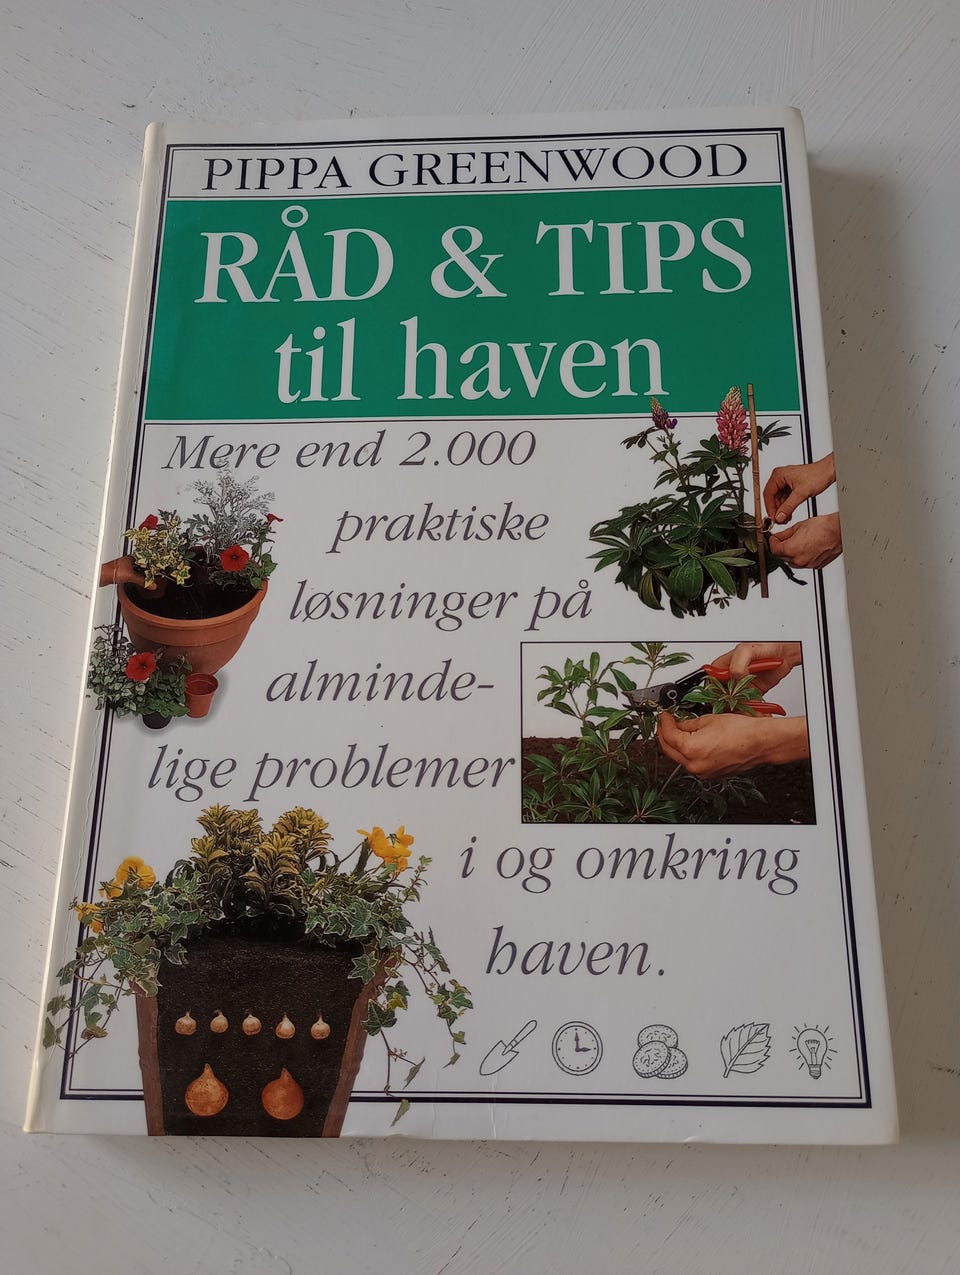 PIPPA GREENWOOD
RÅD & TIPS
til haven
Mere end 2.000
praktiske
løsninger på
alminde-
lige problemer
i og omkring
haven.